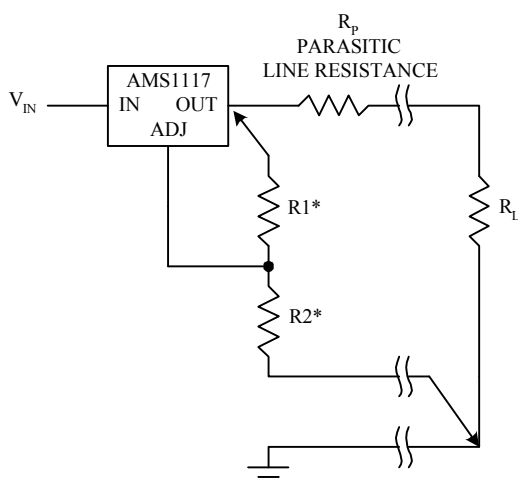 R_P
PARASITIC
LINE RESISTANCE
AMS1117
V_IN
IN OUT
ADJ
R1*
R_L
R2*